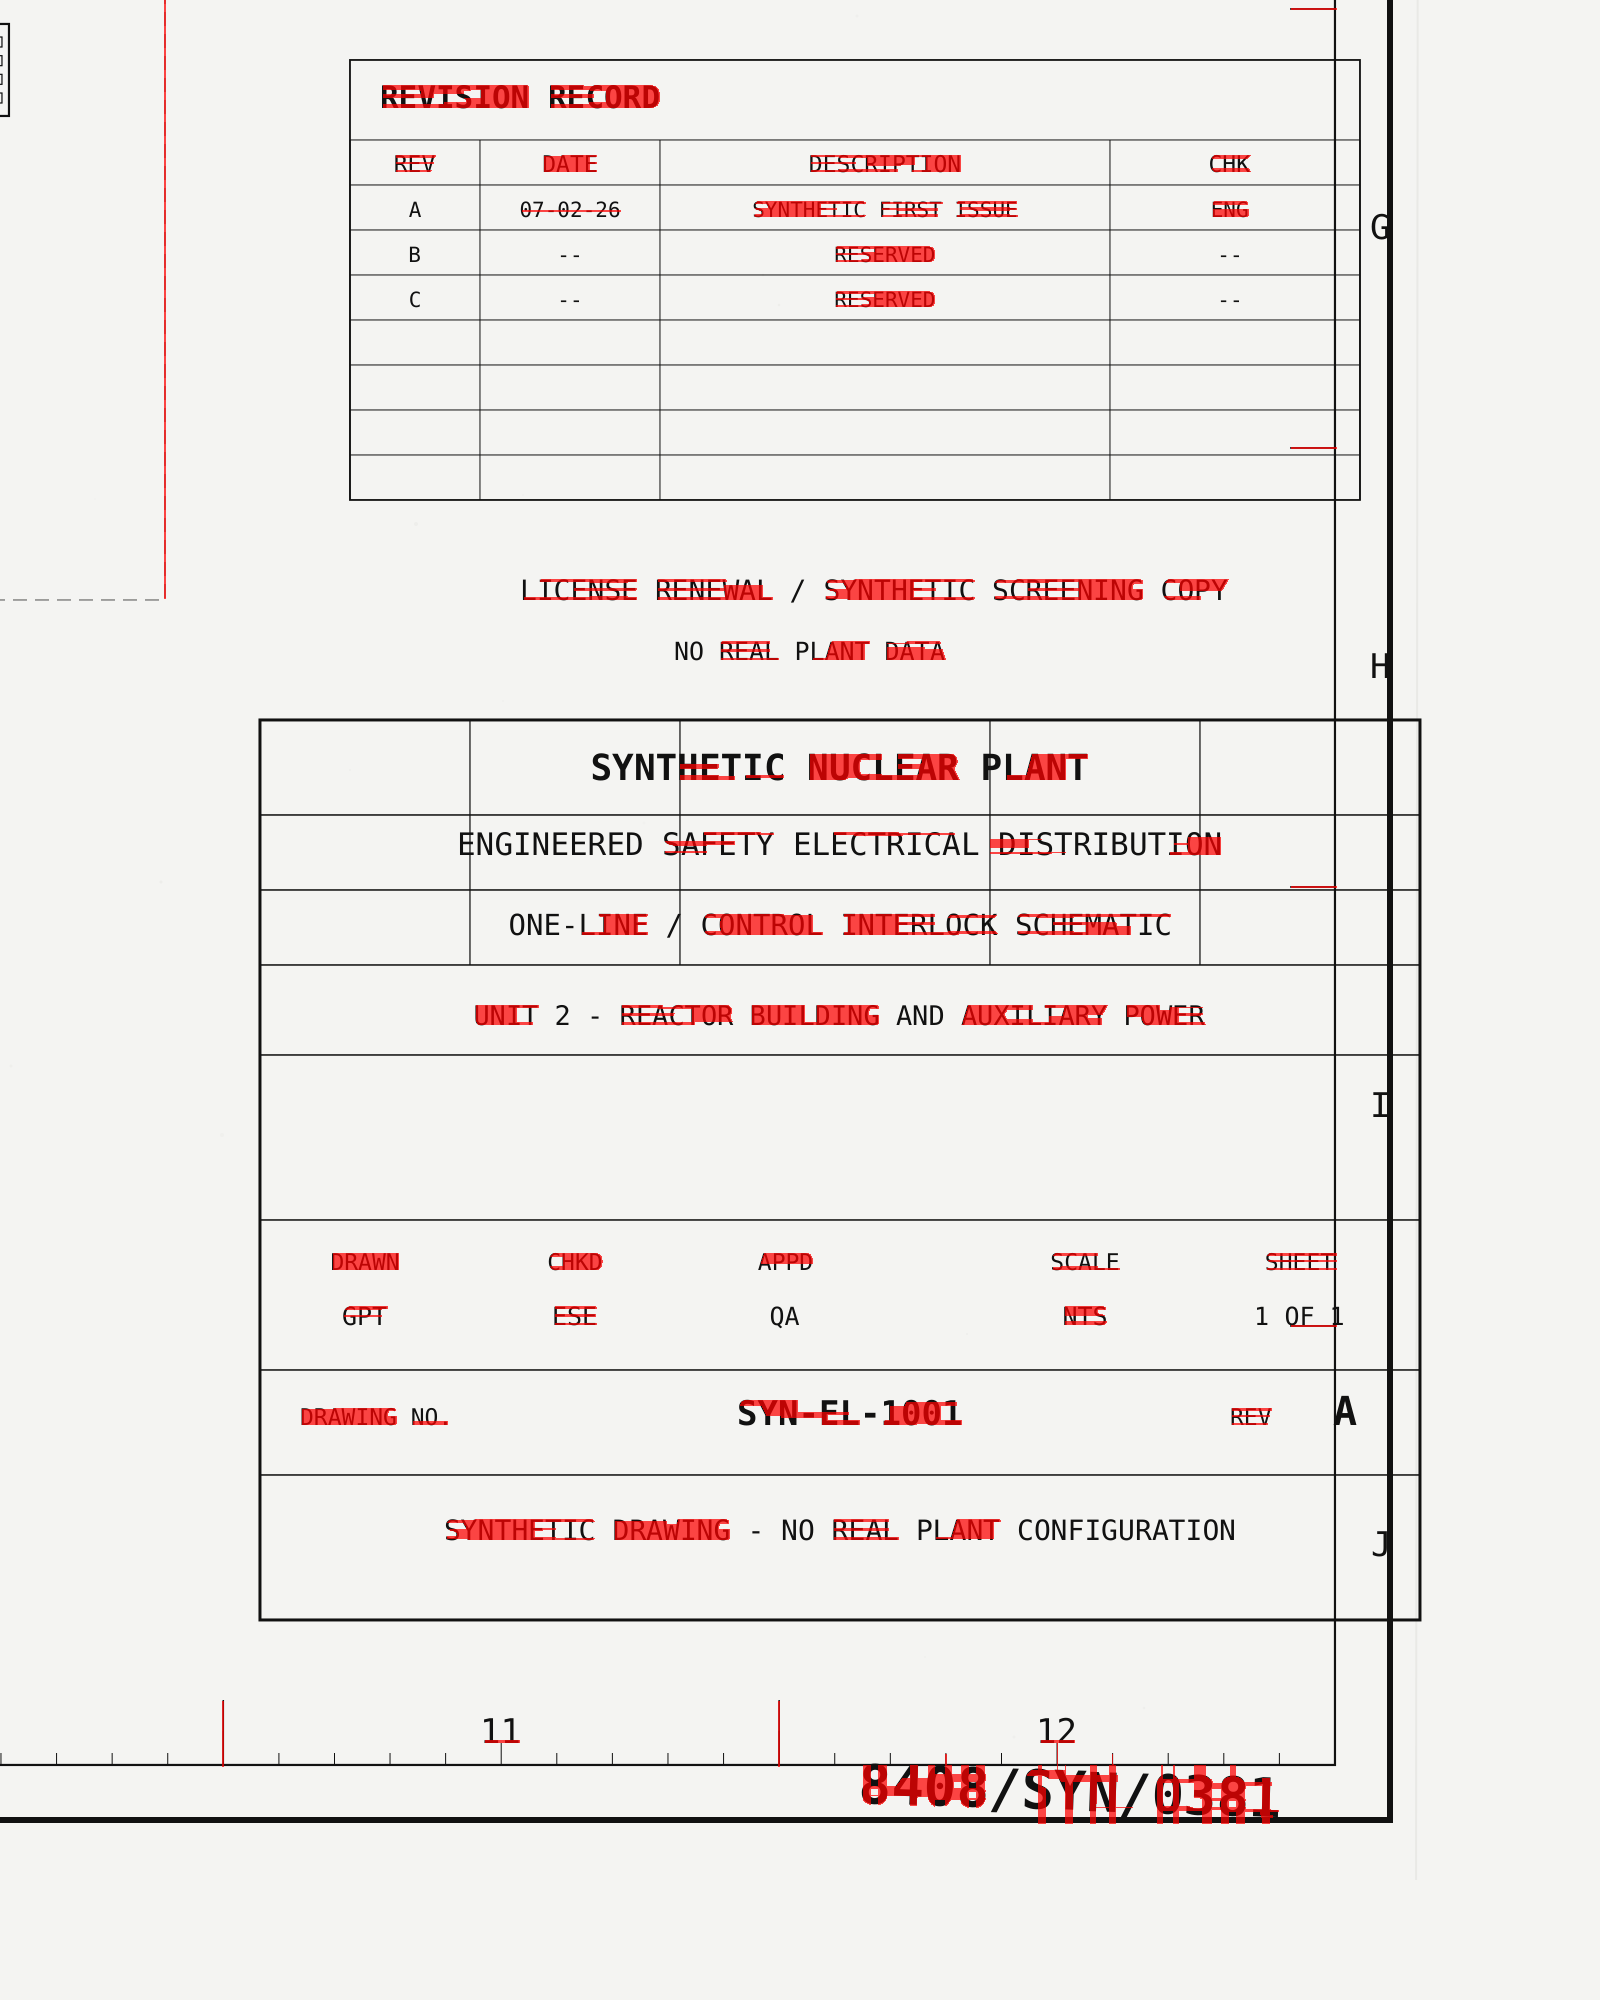 REVISION RECORD
REV DATE DESCRIPTION CHK
A 07-02-26 SYNTHETIC FIRST ISSUE ENG
G
B -- RESERVED --
C -- RESERVED --
LICENSE RENEWAL / SYNTHETIC SCREENING COPY
NO REAL PLANT DATA
H
SYNTHETIC NUCLEAR PLANT
ENGINEERED SAFETY ELECTRICAL DISTRIBUTION
ONE-LINE / CONTROL INTERLOCK SCHEMATIC
UNIT 2 - REACTOR BUILDING AND AUXILIARY POWER
I
DRAWN CHKD APPD SCALE SHEET
GPT ESE QA NTS 1 OF 1
DRAWING NO. SYN-EL-1001 REV A
SYNTHETIC DRAWING - NO REAL PLANT CONFIGURATION
J
11 12
8408/SYN/0381